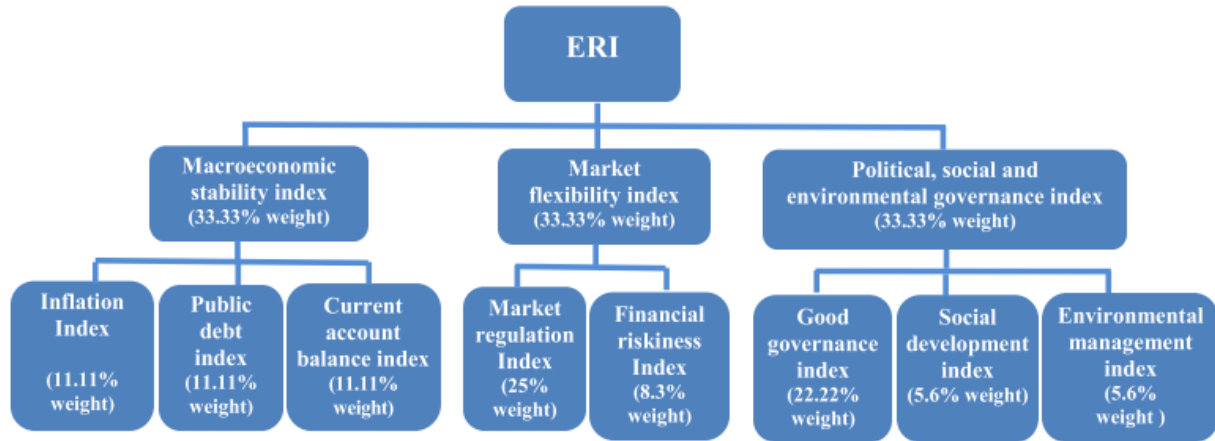 ERI
Macroeconomic
stability index
(33.33% weight)
Market
flexibility index
(33.33% weight)
Political, social and
environmental governance index
(33.33% weight)
Inflation
Index
(11.11%
weight)
Public
debt
index
(11.11%
weight)
Current
account
balance index
(11.11%
weight)
Market
regulation
Index
(25%
weight)
Financial
riskiness
Index
(8.3%
weight)
Good
governance
index
(22.22%
weight)
Social
development
index
(5.6% weight)
Environmental
management
index
(5.6%
weight )